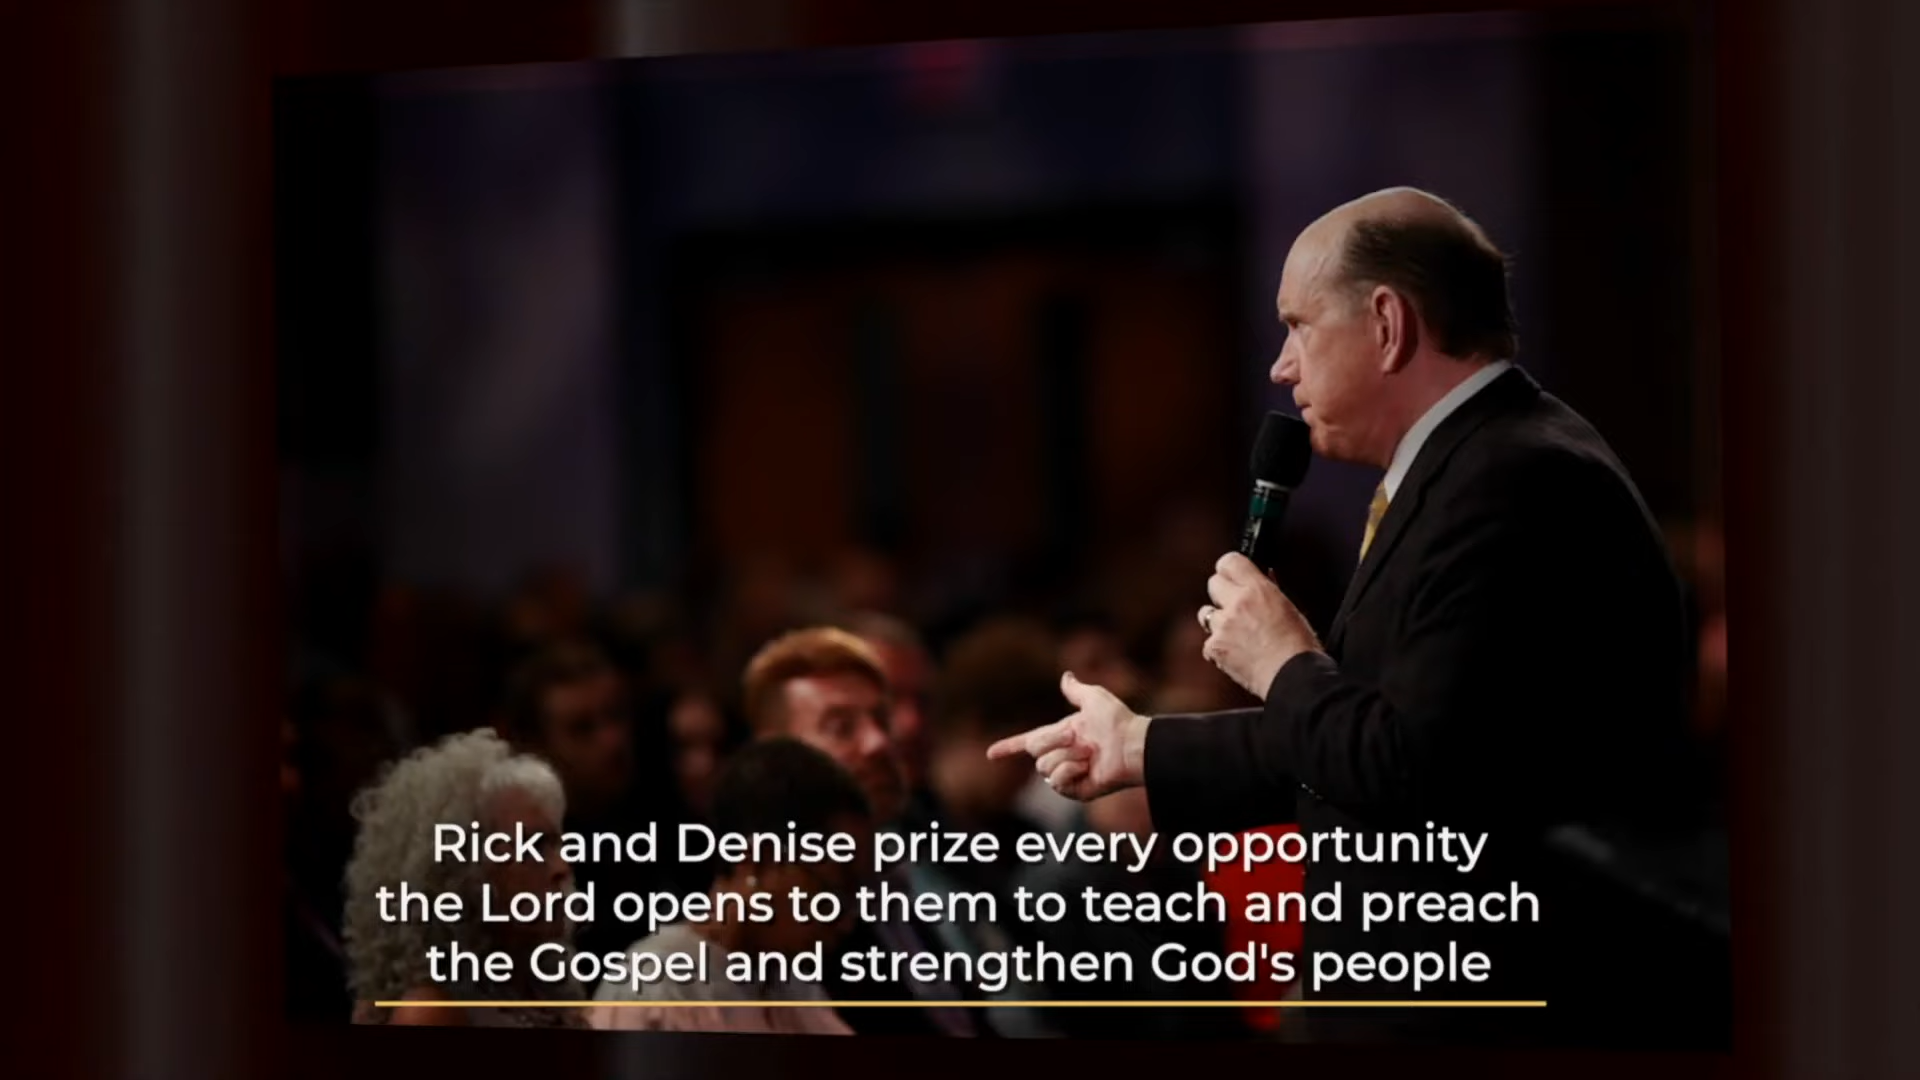 Rick and Denise prize every opportunity
the Lord opens to them to teach and preach
the Gospel and strengthen God's people